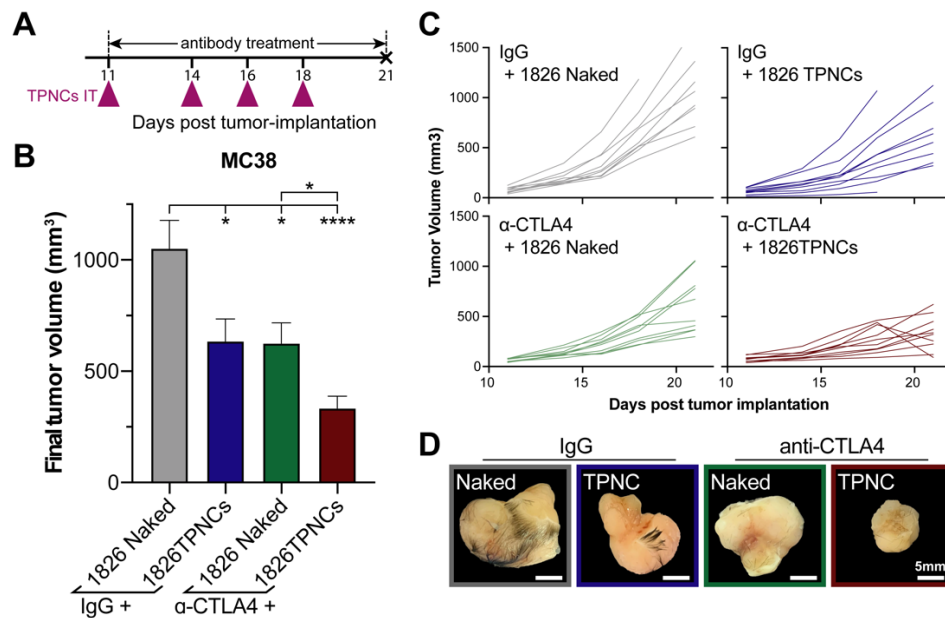 A
antibody treatment
11 14 16 18 21
TPNCs IT
Days post tumor-implantation
B
MC38
*
* * ****
Final tumor volume (mm³)
1000
500
0
1826 Naked
1826TPNCs
1826 Naked
1826TPNCs
IgG +
α-CTLA4 +
C
Tumor Volume (mm3)
1500
1000
500
0
IgG
+ 1826 Naked
IgG
+ 1826 TPNCs
1500
1000
500
0
α-CTLA4
+ 1826 Naked
α-CTLA4
+ 1826TPNCs
10 15 20 10 15 20
Days post tumor implantation
D
IgG
anti-CTLA4
Naked
TPNC
Naked
TPNC
5mm